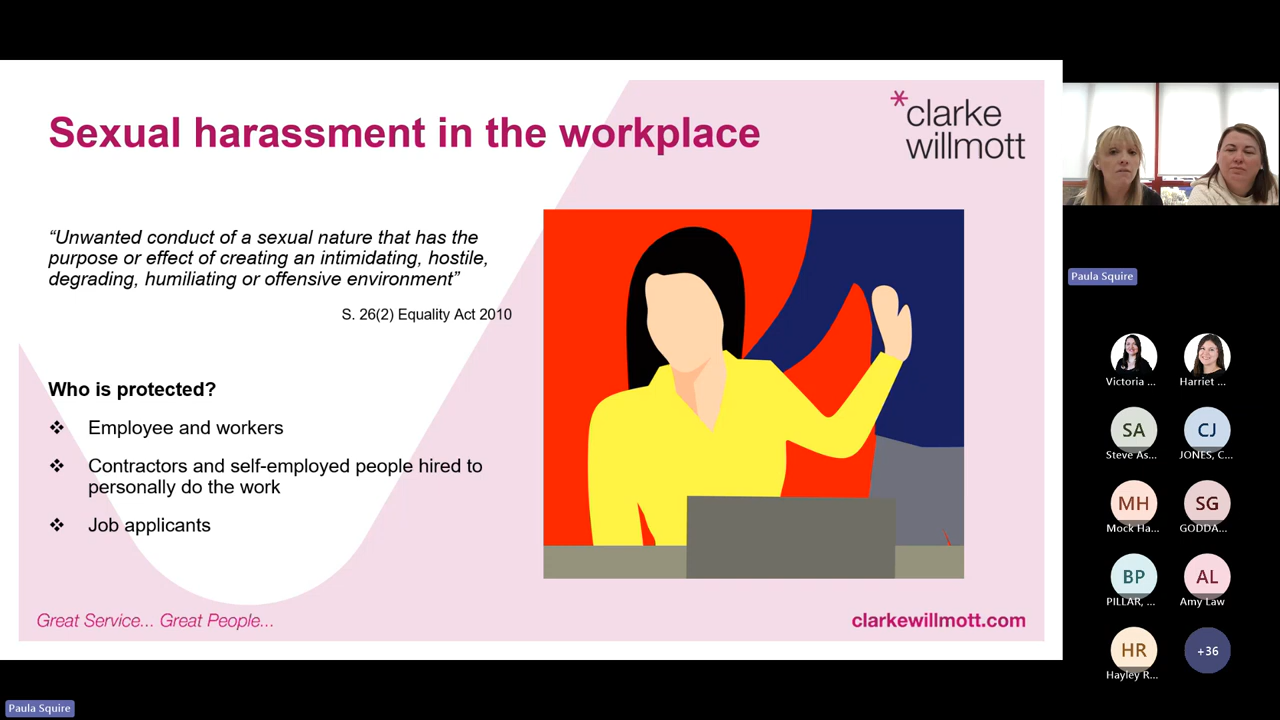 Sexual harassment in the workplace
*clarke
willmott
“Unwanted conduct of a sexual nature that has the
purpose or effect of creating an intimidating, hostile,
degrading, humiliating or offensive environment”
S. 26(2) Equality Act 2010
Who is protected?
❖ Employee and workers
❖ Contractors and self-employed people hired to
personally do the work
❖ Job applicants
Great Service... Great People...
clarkewillmott.com
Paula Squire
Victoria ...
Harriet ...
SA
CJ
Steve As...
JONES, C...
MH
SG
Mock Ha...
GODDA...
BP
AL
PILLAR, ...
Amy Law
HR
+36
Hayley R...
Paula Squire